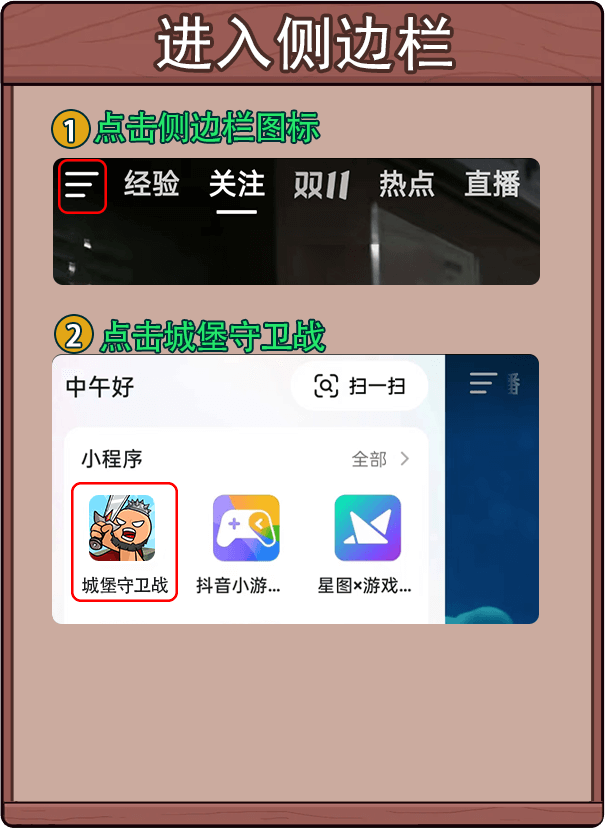 进入侧边栏
1 点击侧边栏图标
经验 关注 双11 热点 直播
2 点击城堡守卫战
中午好 扫一扫 番
小程序 全部
城堡守卫战 抖音小游... 星图×游戏...